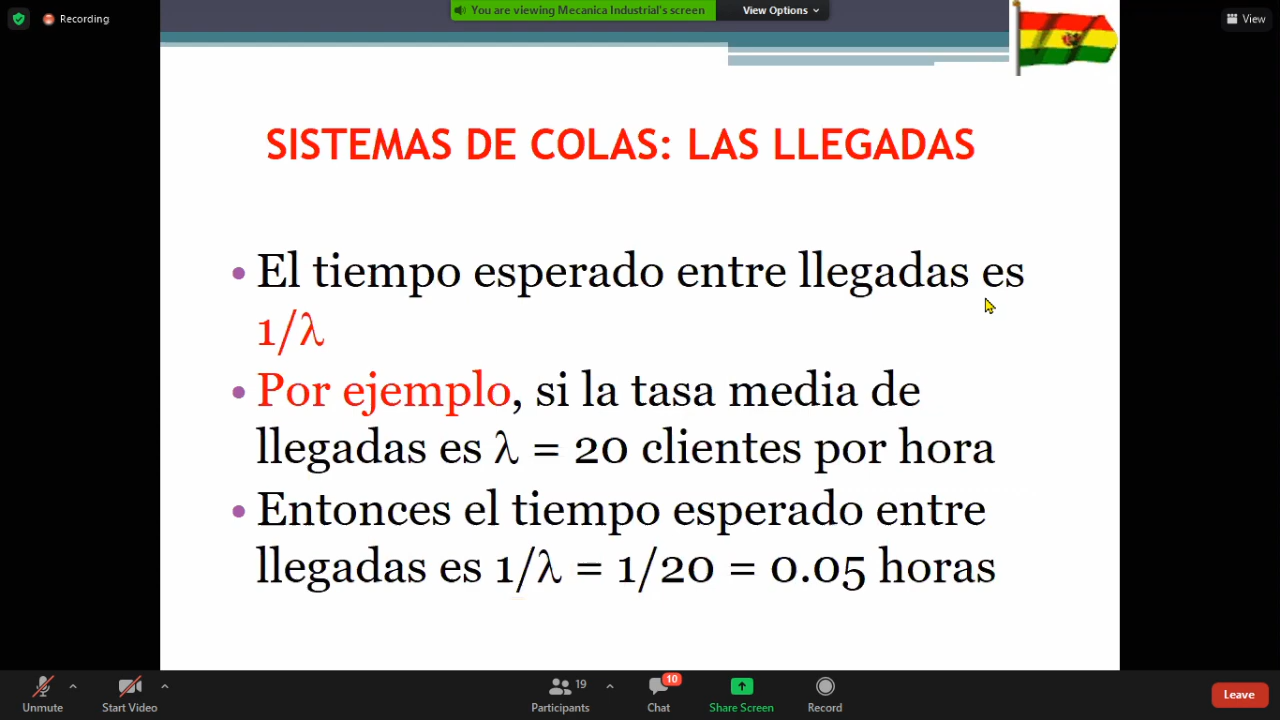 Recording
You are viewing Mecanica Industrial's screen
View Options
View
SISTEMAS DE COLAS: LAS LLEGADAS
• El tiempo esperado entre llegadas es
1/λ
• Por ejemplo, si la tasa media de
llegadas es λ = 20 clientes por hora
• Entonces el tiempo esperado entre
llegadas es 1/λ = 1/20 = 0.05 horas
Unmute
Start Video
19
Participants
10
Chat
Share Screen
Record
Leave